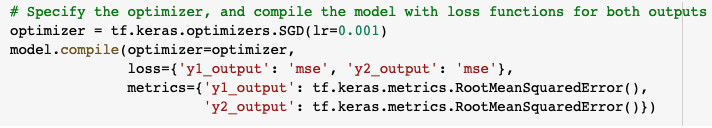 # Specify the optimizer, and compile the model with loss functions for both outputs
optimizer = tf.keras.optimizers.SGD(lr=0.001)
model.compile(optimizer=optimizer,
              loss={'y1_output': 'mse', 'y2_output': 'mse'},
              metrics={'y1_output': tf.keras.metrics.RootMeanSquaredError(),
                       'y2_output': tf.keras.metrics.RootMeanSquaredError()})